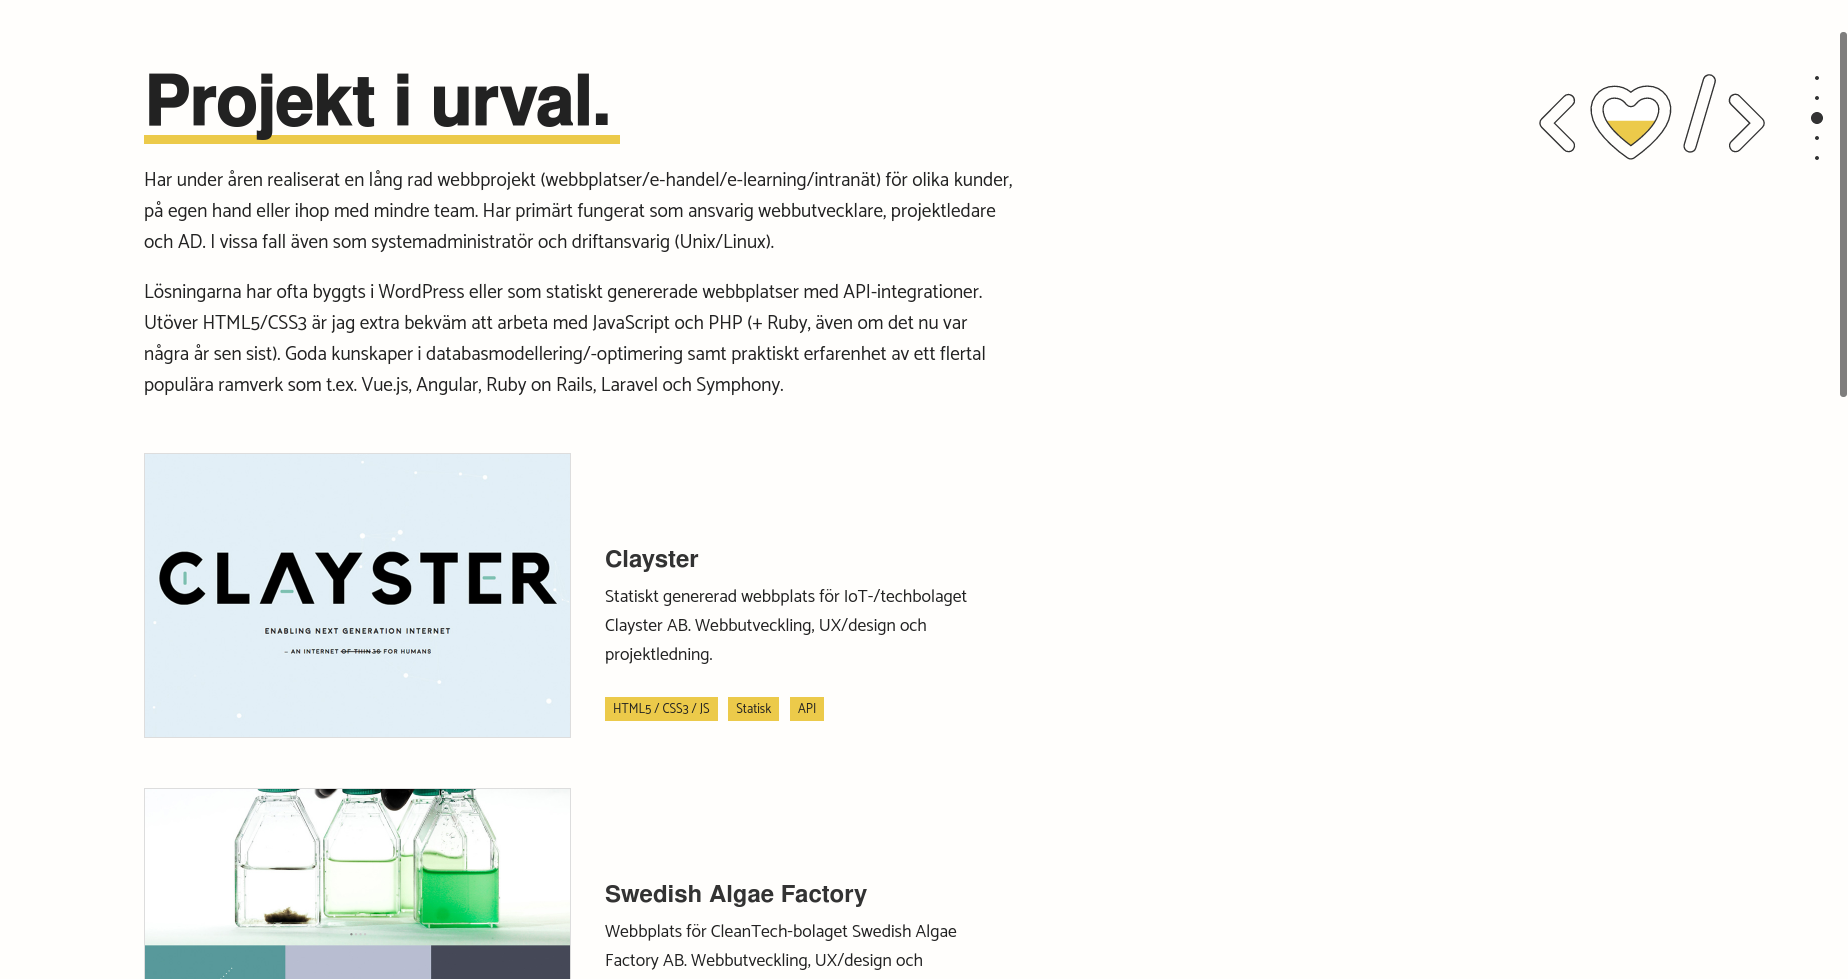 Projekt i urval.
Har under åren realiserat en lång rad webbprojekt (webbplatser/e-handel/e-learning/intranät) för olika kunder,
på egen hand eller ihop med mindre team. Har primärt fungerat som ansvarig webbutvecklare, projektledare
och AD. I vissa fall även som systemadministratör och driftansvarig (Unix/Linux).
Lösningarna har ofta byggts i WordPress eller som statiskt genererade webbplatser med API-integrationer.
Utöver HTML5/CSS3 är jag extra bekväm att arbeta med JavaScript och PHP (+ Ruby, även om det nu var
några år sen sist). Goda kunskaper i databasmodellering/-optimering samt praktiskt erfarenhet av ett flertal
populära ramverk som t.ex. Vue.js, Angular, Ruby on Rails, Laravel och Symphony.
CLAYSTER
ENABLING NEXT GENERATION INTERNET
– AN INTERNET OF THINGS FOR HUMANS
Clayster
Statiskt genererad webbplats för IoT-/techbolaget
Clayster AB. Webbutveckling, UX/design och
projektledning.
HTML5 / CSS3 / JS Statisk API
Swedish Algae Factory
Webbplats för CleanTech-bolaget Swedish Algae
Factory AB. Webbutveckling, UX/design och